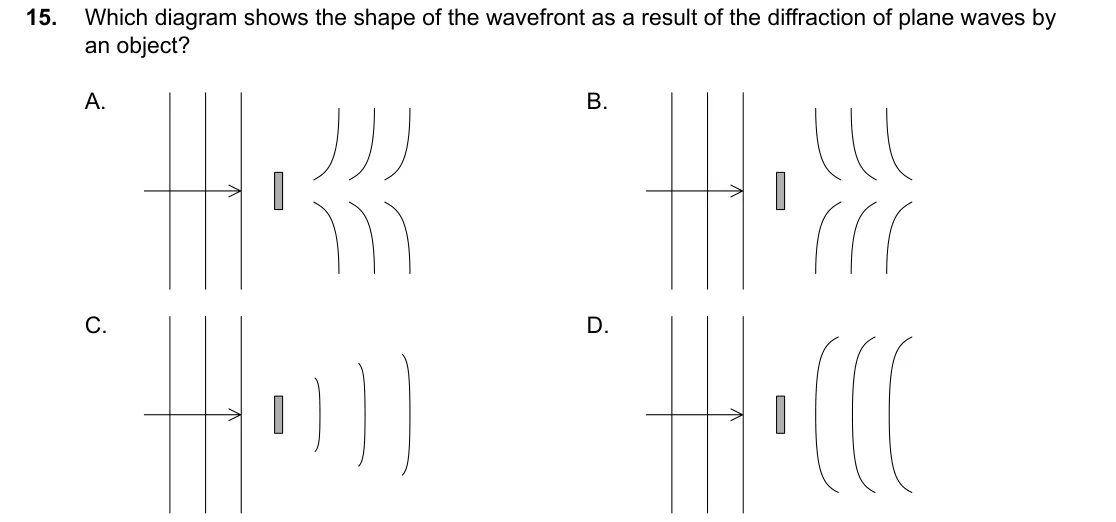 15. Which diagram shows the shape of the wavefront as a result of the diffraction of plane waves by
an object?
A.
B.
C.
D.